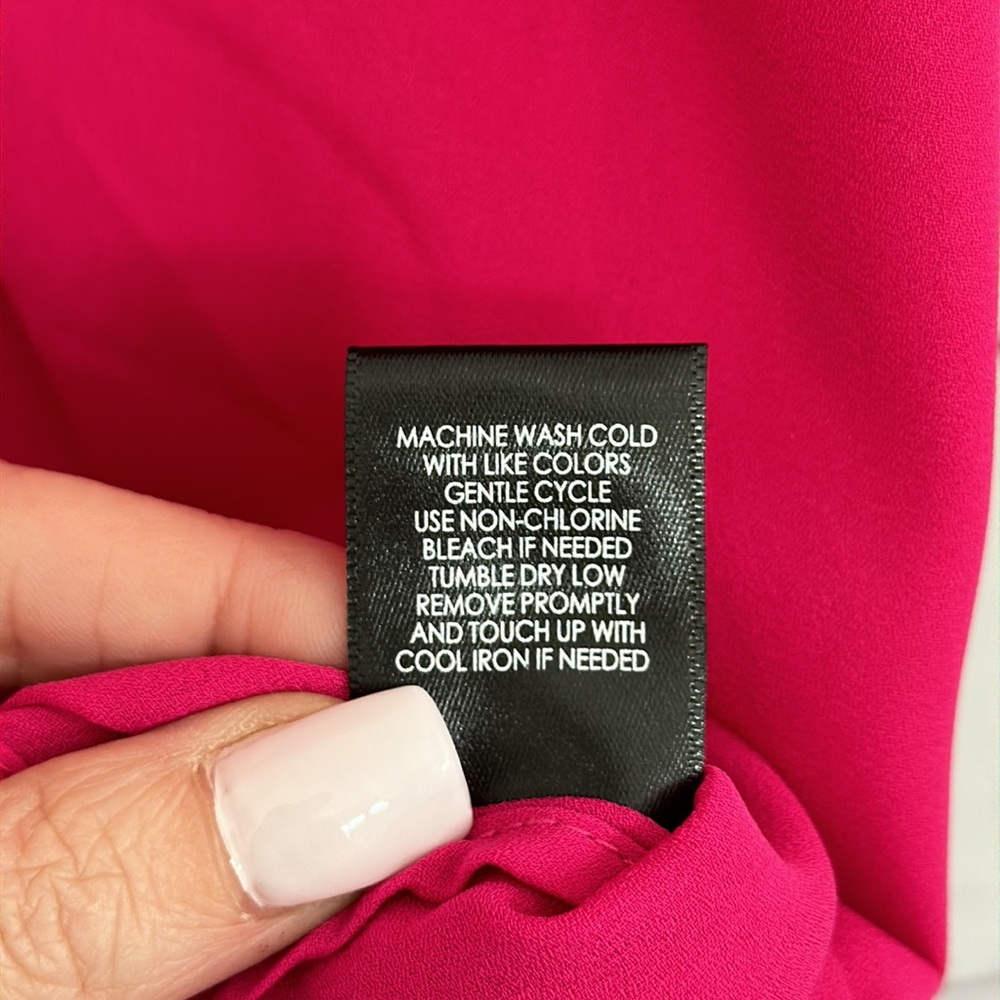 MACHINE WASH COLD
WITH LIKE COLORS
GENTLE CYCLE
USE NON-CHLORINE
BLEACH IF NEEDED
TUMBLE DRY LOW
REMOVE PROMPTLY
AND TOUCH UP WITH
COOL IRON IF NEEDED